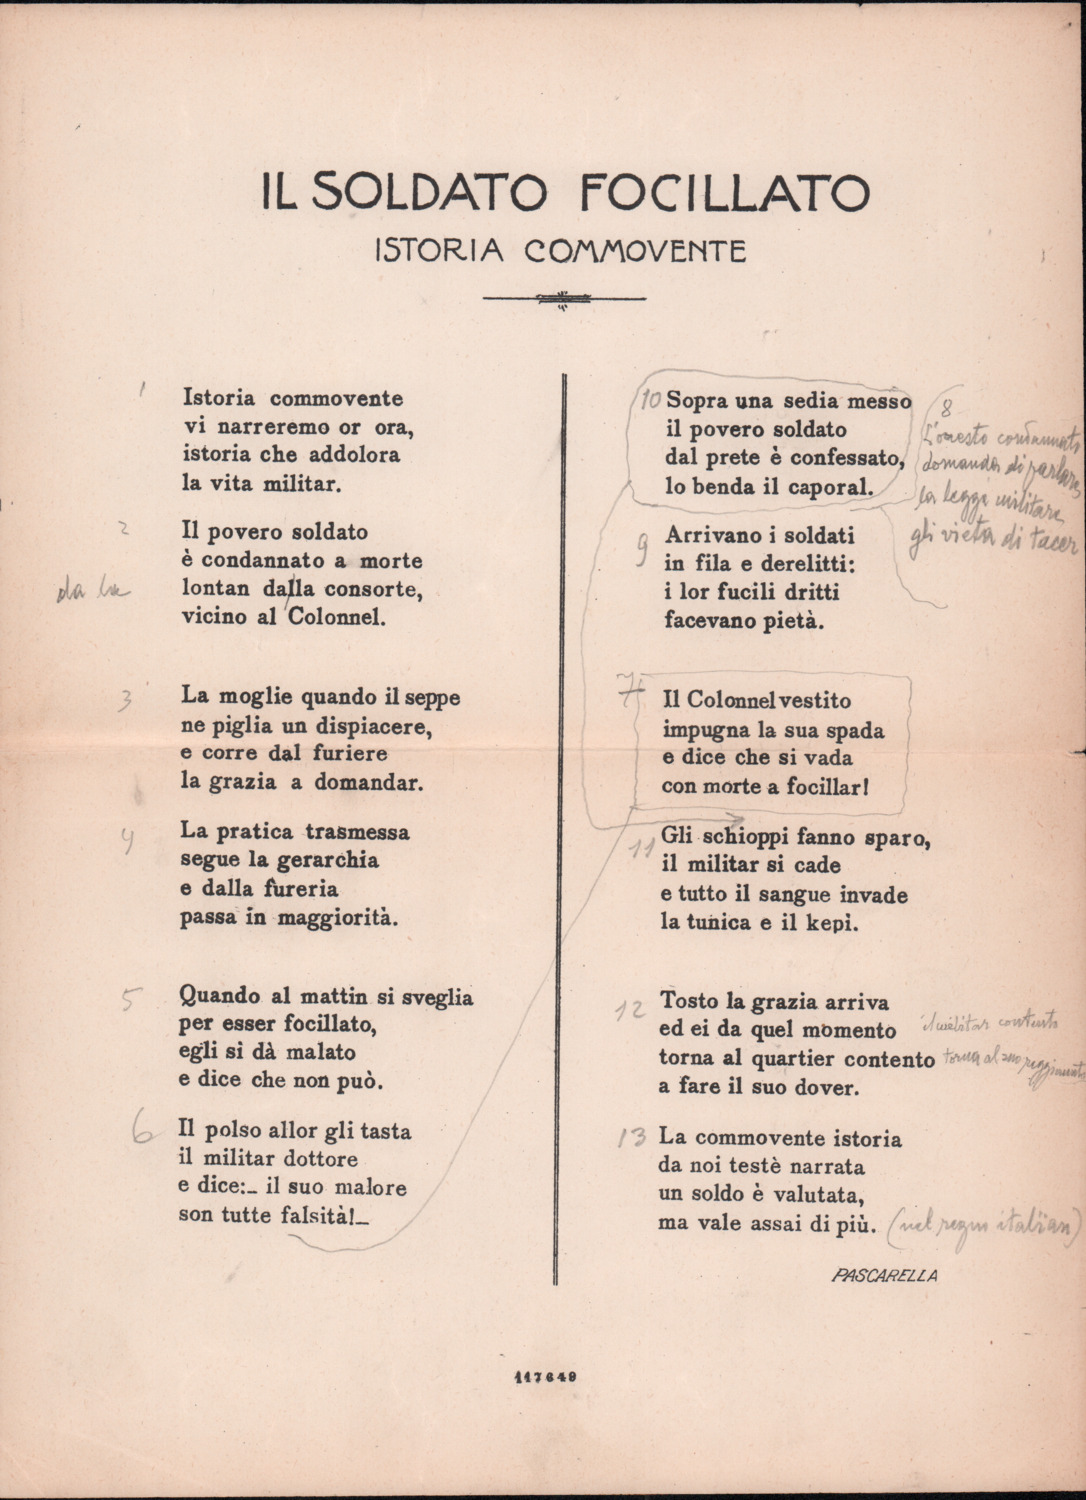 IL SOLDATO FOCILLATO
ISTORIA COMMOVENTE
1
Istoria commovente
vi narreremo or ora,
istoria che addolora
la vita militar.
2
Il povero soldato
è condannato a morte
lontan dalla consorte,
da la
vicino al Colonnel.
3
La moglie quando il seppe
ne piglia un dispiacere,
e corre dal furiere
la grazia a domandar.
4
La pratica trasmessa
segue la gerarchia
e dalla fureria
passa in maggiorità.
5
Quando al mattin si sveglia
per esser focillato,
egli si dà malato
e dice che non può.
6
Il polso allor gli tasta
il militar dottore
e dice:_ il suo malore
son tutte falsità!_
10
Sopra una sedia messo
il povero soldato
dal prete è confessato,
lo benda il caporal.
8
L'onesto condannato
domanda di parlare,
la legge militare
gli vieta di tacer
9
Arrivano i soldati
in fila e derelitti:
i lor fucili dritti
facevano pietà.
7
Il Colonnel vestito
impugna la sua spada
e dice che si vada
con morte a focillar!
11
Gli schioppi fanno sparo,
il militar si cade
e tutto il sangue invade
la tunica e il kepì.
12
Tosto la grazia arriva
ed ei da quel momento
torna al quartier contento
a fare il suo dover.
il militar contento
torna al suo reggimento
13
La commovente istoria
da noi testè narrata
un soldo è valutata,
ma vale assai di più.
(nel regno italian)
PASCARELLA
117649